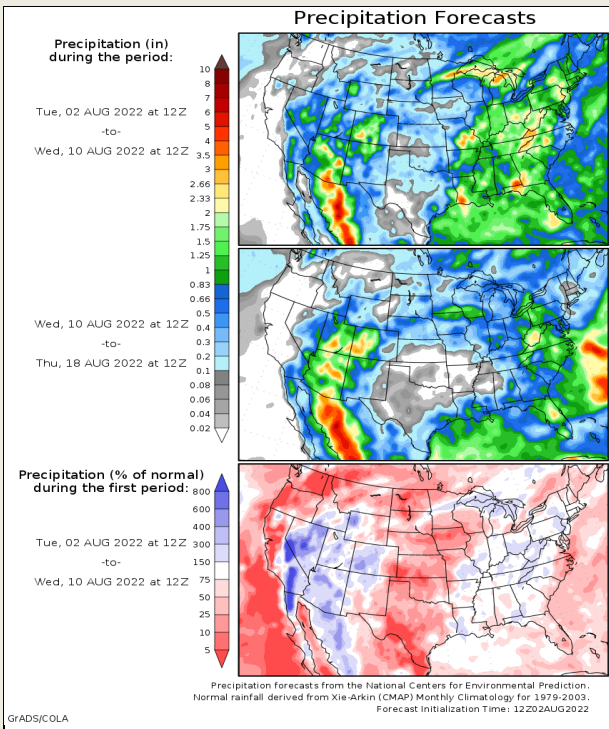 Precipitation Forecasts
Precipitation (in)
during the period:
Tue, 02 AUG 2022 at 12Z
-to-
Wed, 10 AUG 2022 at 12Z
10
8
7
6
5
4
3.5
3
2.66
2.33
2
1.75
1.5
1.25
1
0.83
0.66
0.5
0.4
0.3
0.2
0.1
0.08
0.06
0.04
0.02
Wed, 10 AUG 2022 at 12Z
-to-
Thu, 18 AUG 2022 at 12Z
Precipitation (% of normal)
during the first period:
Tue, 02 AUG 2022 at 12Z
-to-
Wed, 10 AUG 2022 at 12Z
800
600
400
300
150
75
50
25
10
5
Precipitation forecasts from the National Centers for Environmental Prediction.
Normal rainfall derived from Xie-Arkin (CMAP) Monthly Climatology for 1979-2003.
Forecast Initialization Time: 12Z02AUG2022
GrADS/COLA